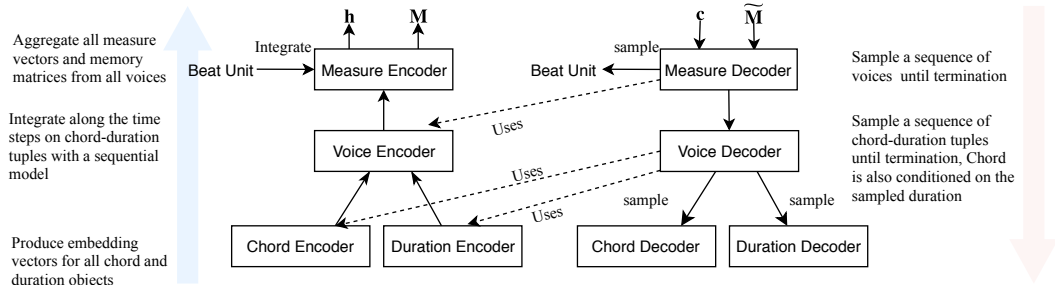 h
M
c
M̃
Aggregate all measure
vectors and memory
matrices from all voices
Integrate
Beat Unit
Measure Encoder
sample
Beat Unit
Measure Decoder
Sample a sequence of
voices until termination
Uses
Integrate along the time
steps on chord-duration
tuples with a sequential
model
Voice Encoder
Voice Decoder
Sample a sequence of
chord-duration tuples
until termination, Chord
is also conditioned on the
sampled duration
Uses
Uses
sample
sample
Produce embedding
vectors for all chord and
duration objects
Chord Encoder
Duration Encoder
Chord Decoder
Duration Decoder